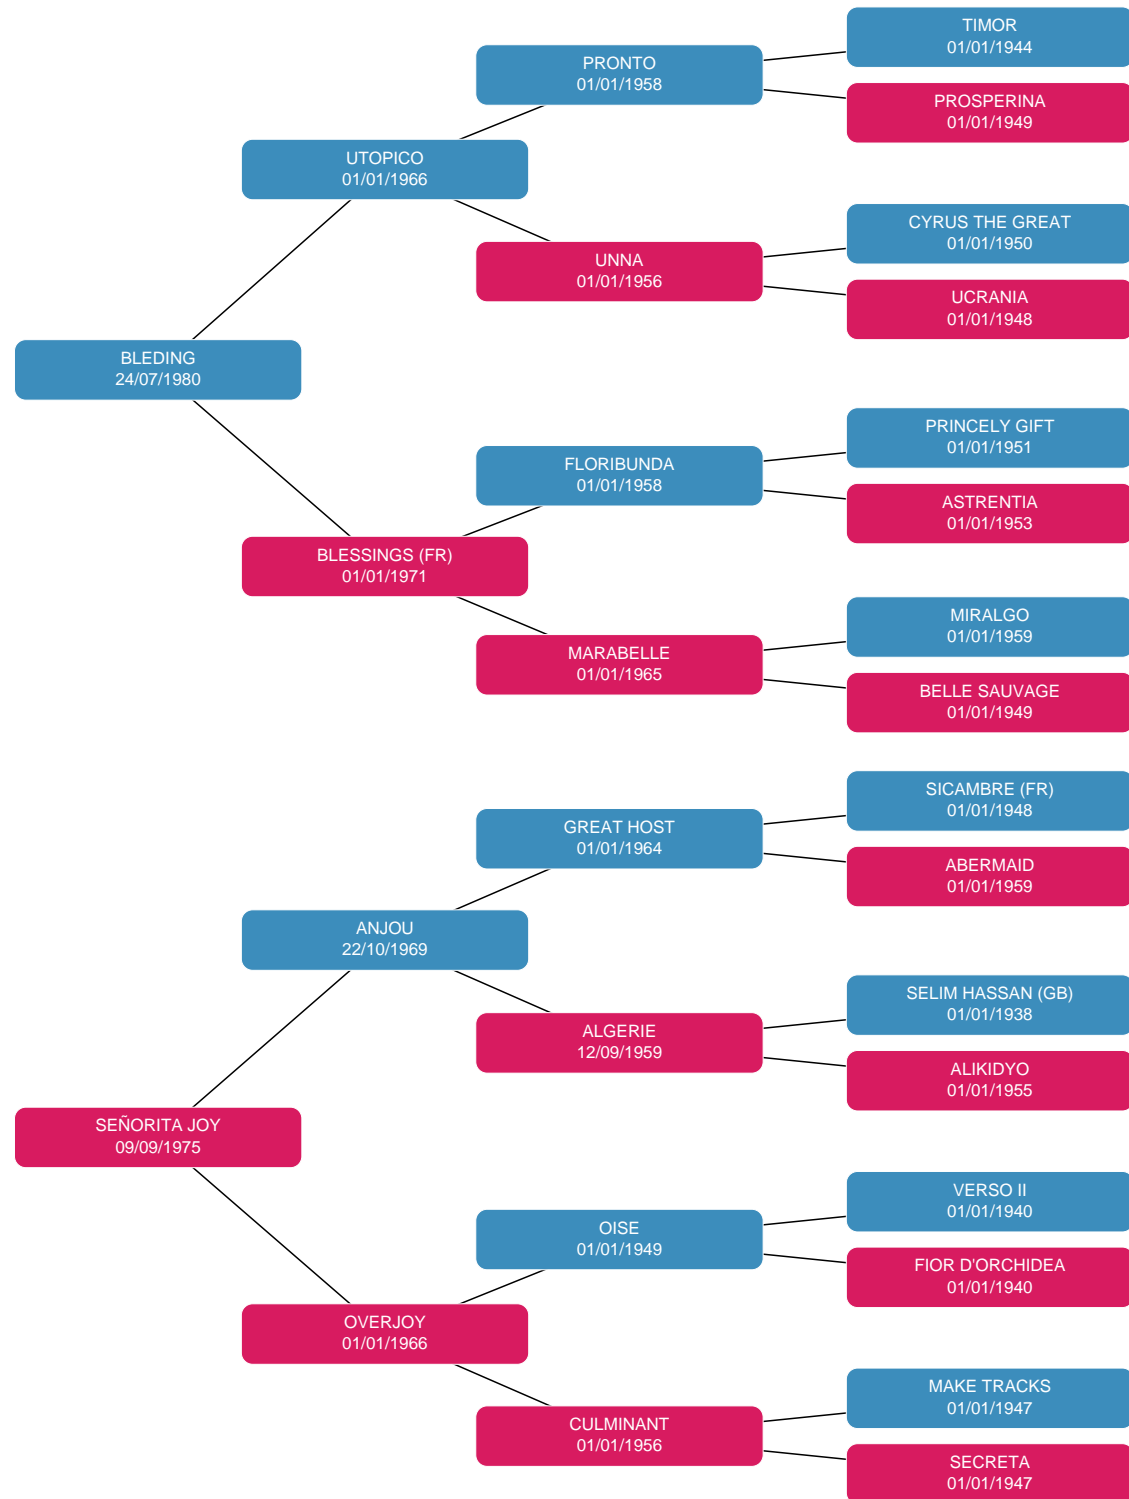 TIMOR
01/01/1944
PRONTO
01/01/1958
PROSPERINA
01/01/1949
UTOPICO
01/01/1966
CYRUS THE GREAT
01/01/1950
UNNA
01/01/1956
UCRANIA
01/01/1948
BLEDING
24/07/1980
PRINCELY GIFT
01/01/1951
FLORIBUNDA
01/01/1958
ASTRENTIA
01/01/1953
BLESSINGS (FR)
01/01/1971
MIRALGO
01/01/1959
MARABELLE
01/01/1965
BELLE SAUVAGE
01/01/1949
SICAMBRE (FR)
01/01/1948
GREAT HOST
01/01/1964
ABERMAID
01/01/1959
ANJOU
22/10/1969
SELIM HASSAN (GB)
01/01/1938
ALGERIE
12/09/1959
ALIKIDYO
01/01/1955
SEÑORITA JOY
09/09/1975
VERSO II
01/01/1940
OISE
01/01/1949
FIOR D'ORCHIDEA
01/01/1940
OVERJOY
01/01/1966
MAKE TRACKS
01/01/1947
CULMINANT
01/01/1956
SECRETA
01/01/1947